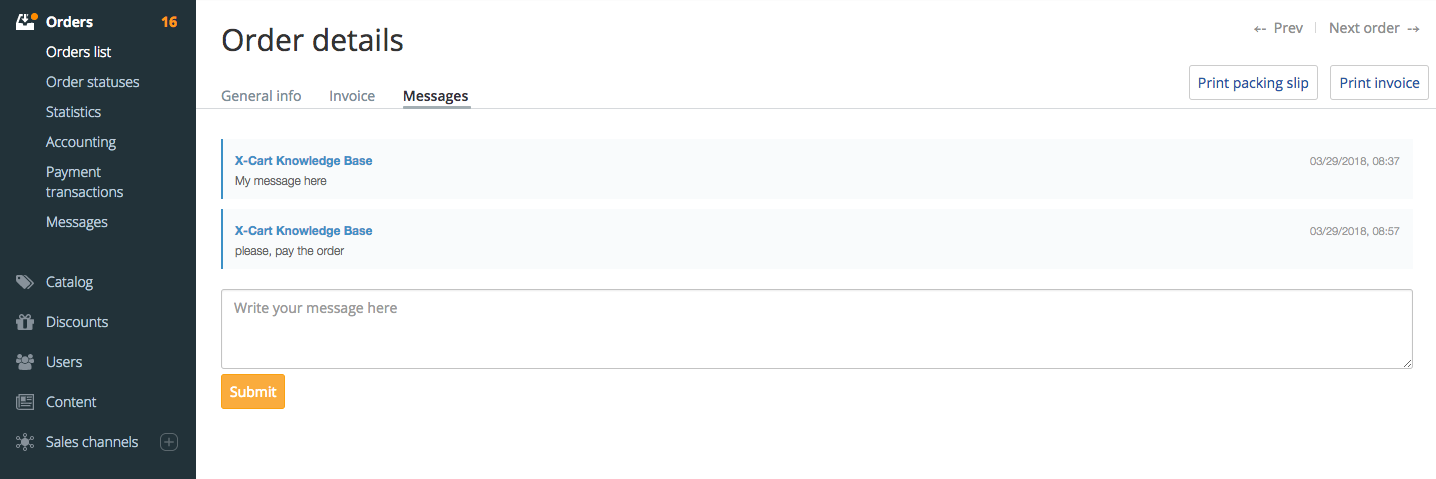 Orders 16
Orders list
Order statuses
Statistics
Accounting
Payment
transactions
Messages
Catalog
Discounts
Users
Content
Sales channels
Order details
← Prev | Next order →
General info Invoice Messages
Print packing slip Print invoice
X-Cart Knowledge Base 03/29/2018, 08:37
My message here
X-Cart Knowledge Base 03/29/2018, 08:57
please, pay the order
Write your message here
Submit